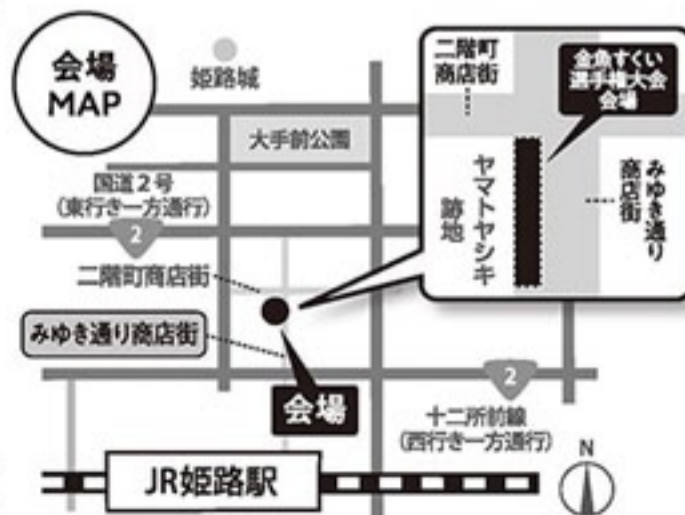 会場
MAP
姫路城
大手前公園
国道2号
(東行き一方通行)
2
二階町商店街
みゆき通り商店街
会場
2
十二所前線
(西行き一方通行)
JR姫路駅
N
二階町
商店街
金魚すくい
選手権大会
会場
ヤマトヤシキ
跡地
みゆき通り
商店街